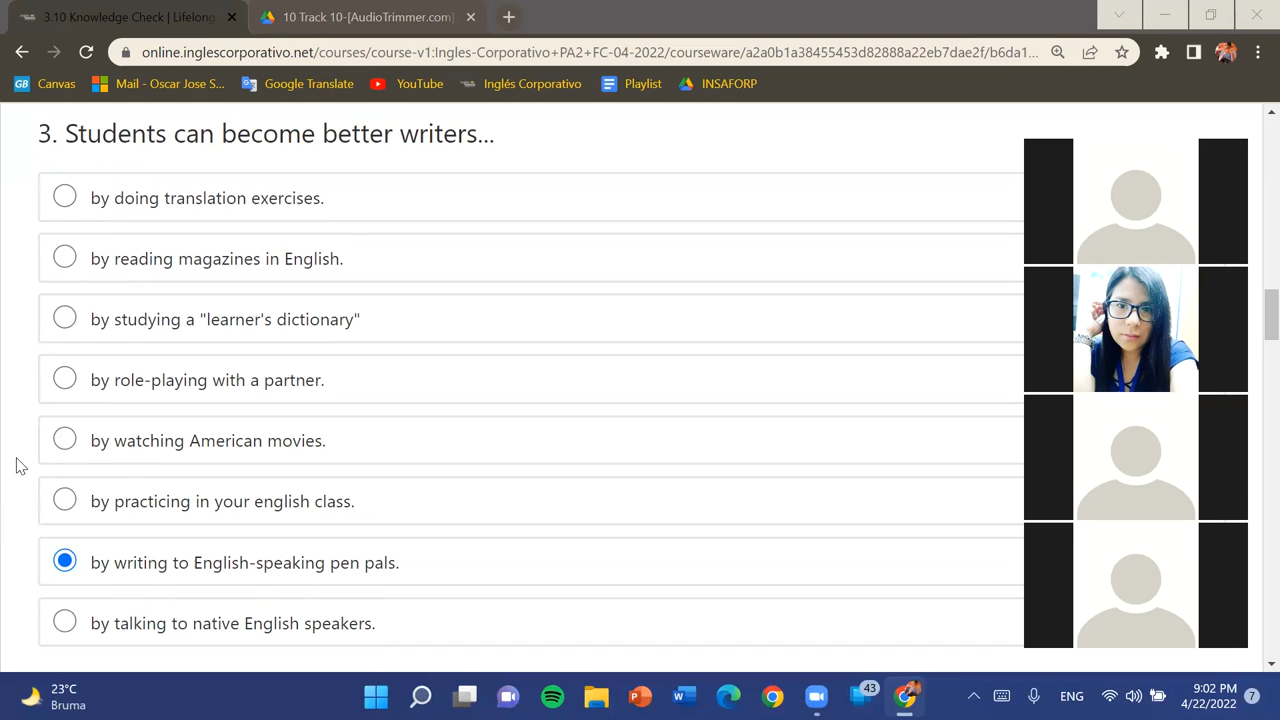 3.10 Knowledge Check | Lifelong
10 Track 10-[AudioTrimmer.com]
online.inglescorporativo.net/courses/course-v1:Ingles-Corporativo+PA2+FC-04-2022/courseware/a2a0b1a38455453d82888a22eb7dae2f/b6da1...
GB Canvas
Mail - Oscar Jose S...
Google Translate
YouTube
Inglés Corporativo
Playlist
INSAFORP
3. Students can become better writers...
by doing translation exercises.
by reading magazines in English.
by studying a "learner's dictionary"
by role-playing with a partner.
by watching American movies.
by practicing in your english class.
by writing to English-speaking pen pals.
by talking to native English speakers.
23°C
Bruma
43
ENG
9:02 PM
4/22/2022
7